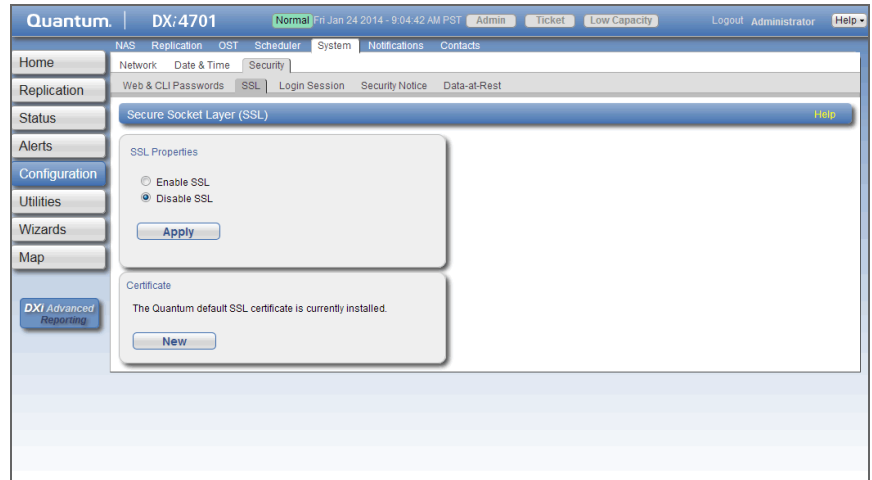 Quantum. DXi4701 Normal Fri Jan 24 2014 - 9:04:42 AM PST Admin Ticket Low Capacity Logout Administrator Help
NAS Replication OST Scheduler System Notifications Contacts
Home
Network Date & Time Security
Replication
Web & CLI Passwords SSL Login Session Security Notice Data-at-Rest
Status
Secure Socket Layer (SSL) Help
Alerts
SSL Properties
Configuration
Enable SSL
Utilities
Disable SSL
Wizards
Apply
Map
Certificate
The Quantum default SSL certificate is currently installed.
DXi Advanced
Reporting
New